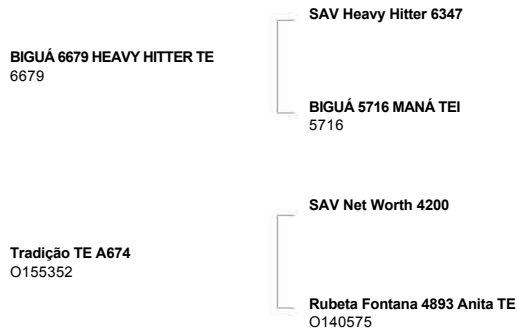 SAV Heavy Hitter 6347
BIGUÁ 6679 HEAVY HITTER TE
6679
BIGUÁ 5716 MANÁ TEI
5716
SAV Net Worth 4200
Tradição TE A674
O155352
Rubeta Fontana 4893 Anita TE
O140575